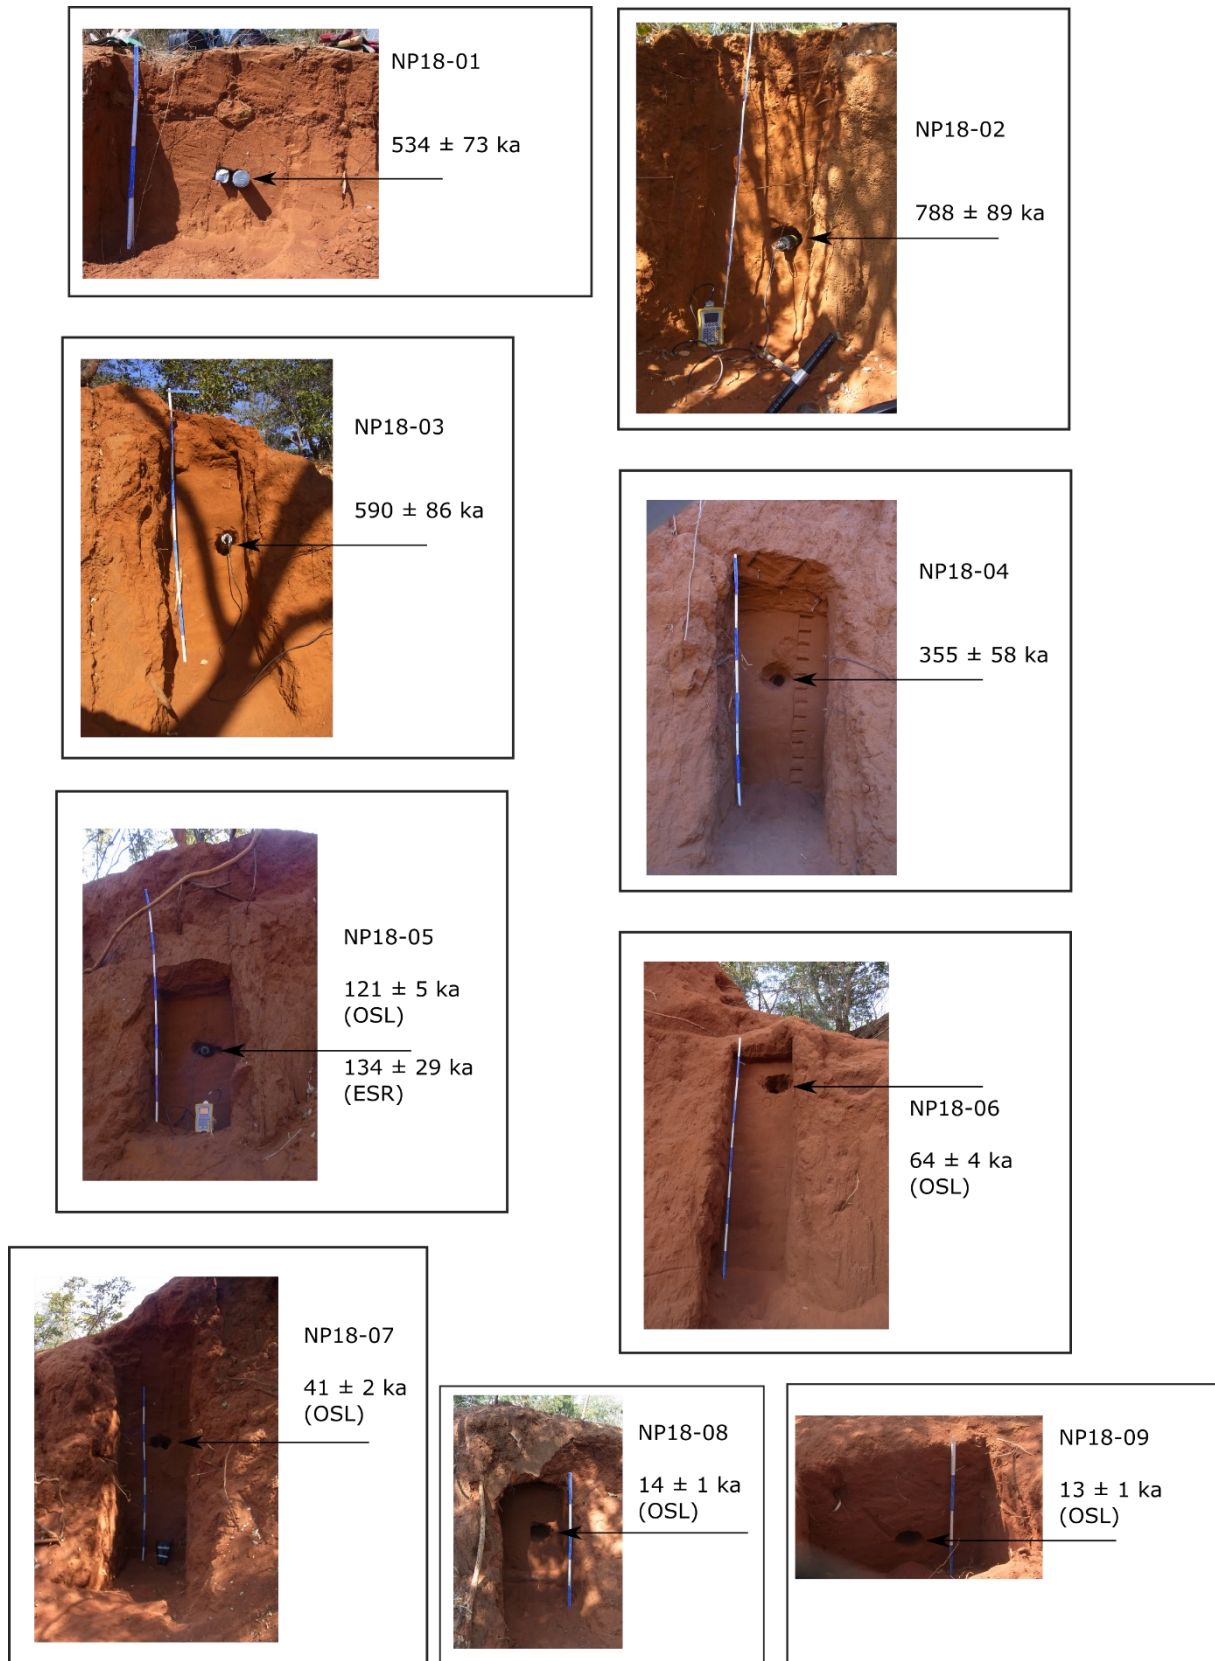 NP18-01
534 ± 73 ka
NP18-02
788 ± 89 ka
NP18-03
590 ± 86 ka
NP18-04
355 ± 58 ka
NP18-05
121 ± 5 ka
(OSL)
134 ± 29 ka
(ESR)
NP18-06
64 ± 4 ka
(OSL)
NP18-07
41 ± 2 ka
(OSL)
NP18-08
14 ± 1 ka
(OSL)
NP18-09
13 ± 1 ka
(OSL)